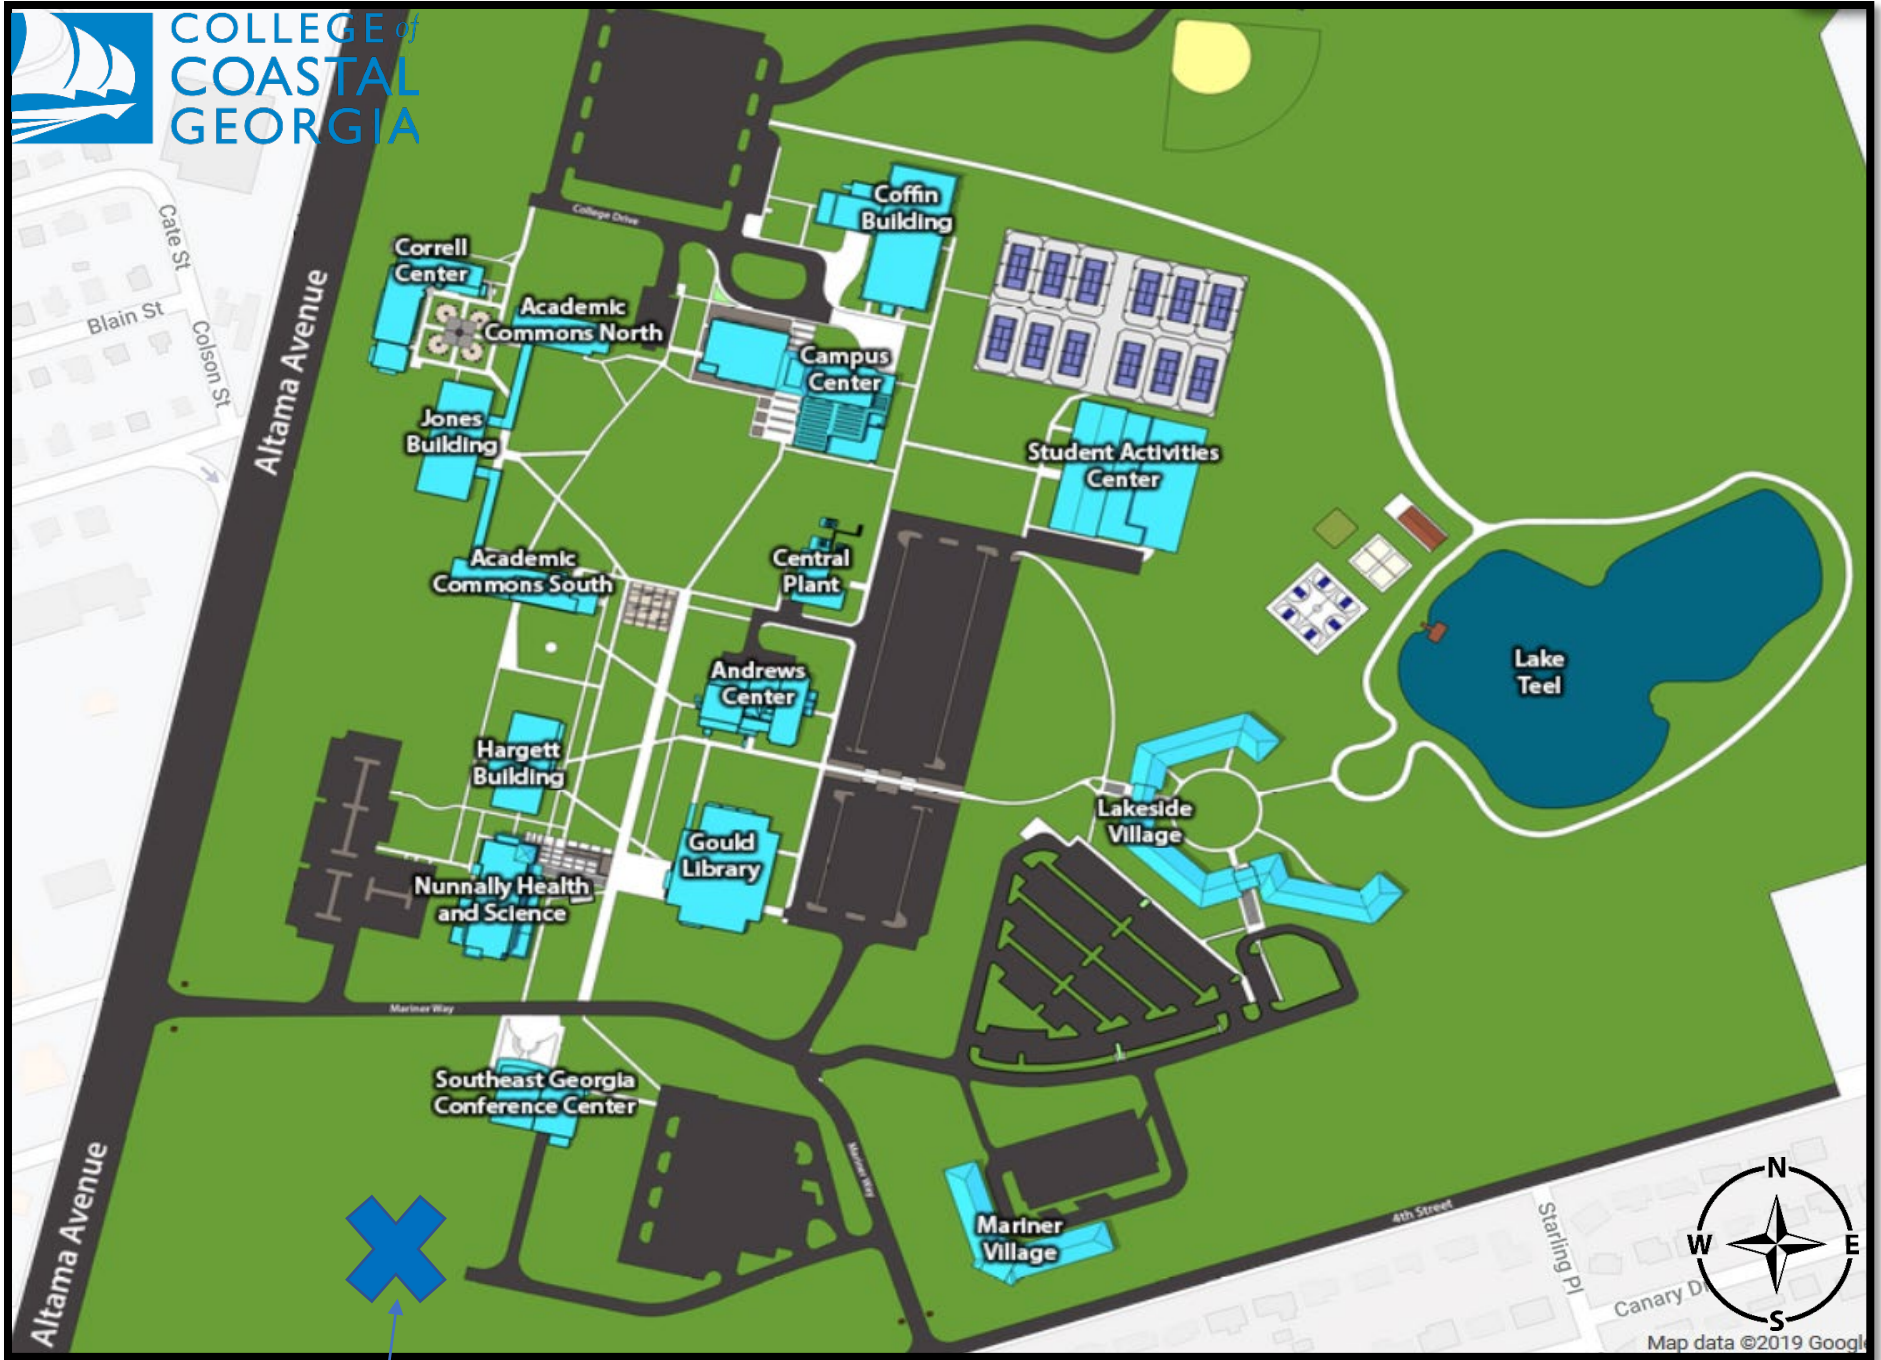 COLLEGE of
COASTAL
GEORGIA
Cate St
Blain St
Colson St
Altama Avenue
College Drive
Coffin
Building
Correll
Center
Academic
Commons North
Campus
Center
Jones
Building
Student Activities
Center
Academic
Commons South
Central
Plant
Andrews
Center
Lake
Teel
Hargett
Building
Lakeside
Village
Gould
Library
Nunnally Health
and Science
Mariner Way
Southeast Georgia
Conference Center
Mariner Way
Altama Avenue
Mariner
Village
4th Street
Starling Pl
Canary D
N
W
E
S
Map data ©2019 Google